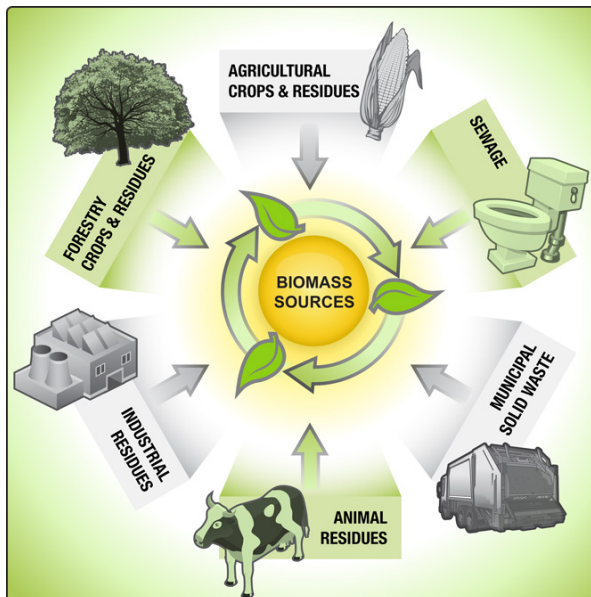 AGRICULTURAL
CROPS & RESIDUES
SEWAGE
FORESTRY
CROPS & RESIDUES
BIOMASS
SOURCES
INDUSTRIAL
RESIDUES
MUNICIPAL
SOLID WASTE
ANIMAL
RESIDUES